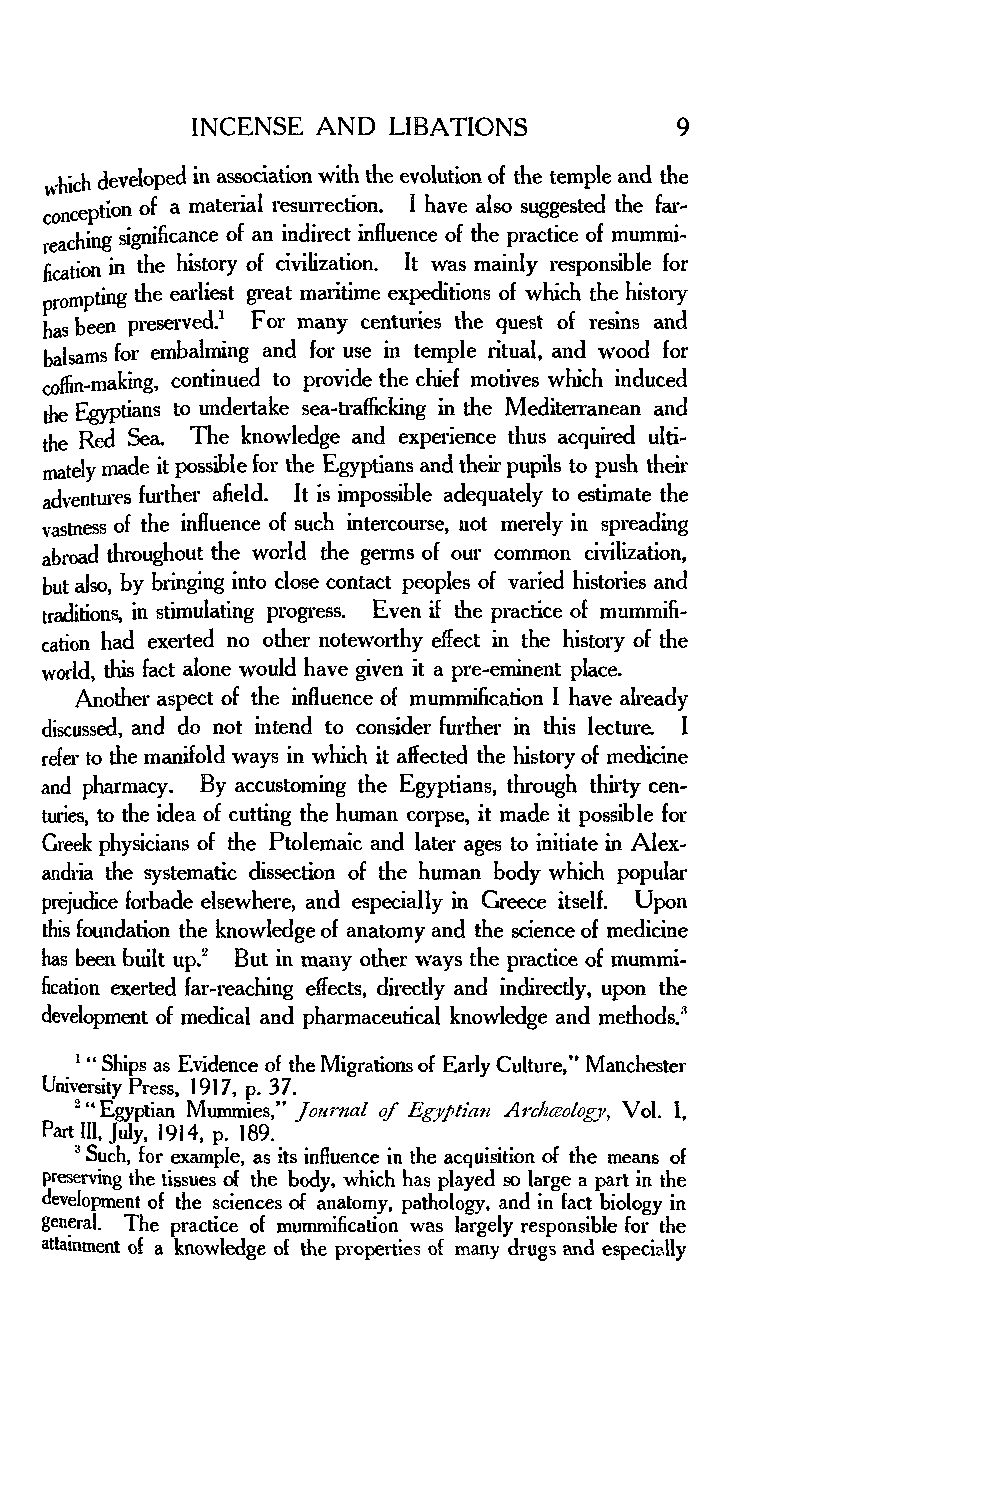 INCENSE AND LIBATIONS 9
which developed in association with the evolution of the temple and the
conception of a material resurrection. I have also suggested the far-
reaching significance of an indirect influence of the practice of mummi-
fication in the history of civilization. It was mainly responsible for
prompting the earliest great maritime expeditions of which the history
has been preserved.¹ For many centuries the quest of resins and
balsams for embalming and for use in temple ritual, and wood for
coffin-making, continued to provide the chief motives which induced
the Egyptians to undertake sea-trafficking in the Mediterranean and
the Red Sea. The knowledge and experience thus acquired ulti-
mately made it possible for the Egyptians and their pupils to push their
adventures further afield. It is impossible adequately to estimate the
vastness of the influence of such intercourse, not merely in spreading
abroad throughout the world the germs of our common civilization,
but also, by bringing into close contact peoples of varied histories and
traditions, in stimulating progress. Even if the practice of mummifi-
cation had exerted no other noteworthy effect in the history of the
world, this fact alone would have given it a pre-eminent place.
Another aspect of the influence of mummification I have already
discussed, and do not intend to consider further in this lecture. I
refer to the manifold ways in which it affected the history of medicine
and pharmacy. By accustoming the Egyptians, through thirty cen-
turies, to the idea of cutting the human corpse, it made it possible for
Greek physicians of the Ptolemaic and later ages to initiate in Alex-
andria the systematic dissection of the human body which popular
prejudice forbade elsewhere, and especially in Greece itself. Upon
this foundation the knowledge of anatomy and the science of medicine
has been built up.² But in many other ways the practice of mummi-
fication exerted far-reaching effects, directly and indirectly, upon the
development of medical and pharmaceutical knowledge and methods.³
¹ "Ships as Evidence of the Migrations of Early Culture," Manchester
University Press, 1917, p. 37.
² "Egyptian Mummies," Journal of Egyptian Archæology, Vol. I,
Part III, July, 1914, p. 189.
³ Such, for example, as its influence in the acquisition of the means of
preserving the tissues of the body, which has played so large a part in the
development of the sciences of anatomy, pathology, and in fact biology in
general. The practice of mummification was largely responsible for the
attainment of a knowledge of the properties of many drugs and especially